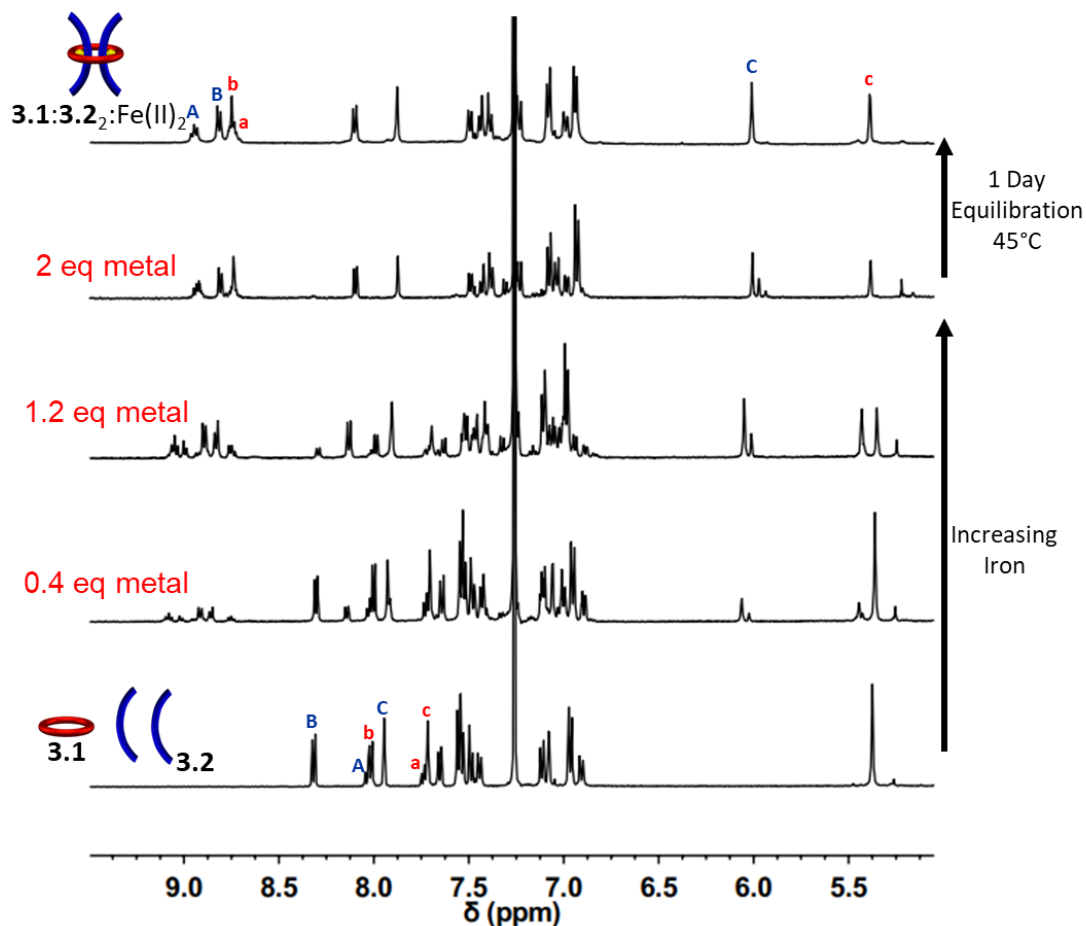 3.1:3.2₂:Fe(II)₂
A
B
b
a
C
c
1 Day
Equilibration
45°C
2 eq metal
1.2 eq metal
0.4 eq metal
Increasing
Iron
3.1
3.2
B
A
b
C
a
c
9.0 8.5 8.0 7.5 7.0 6.5 6.0 5.5
δ (ppm)